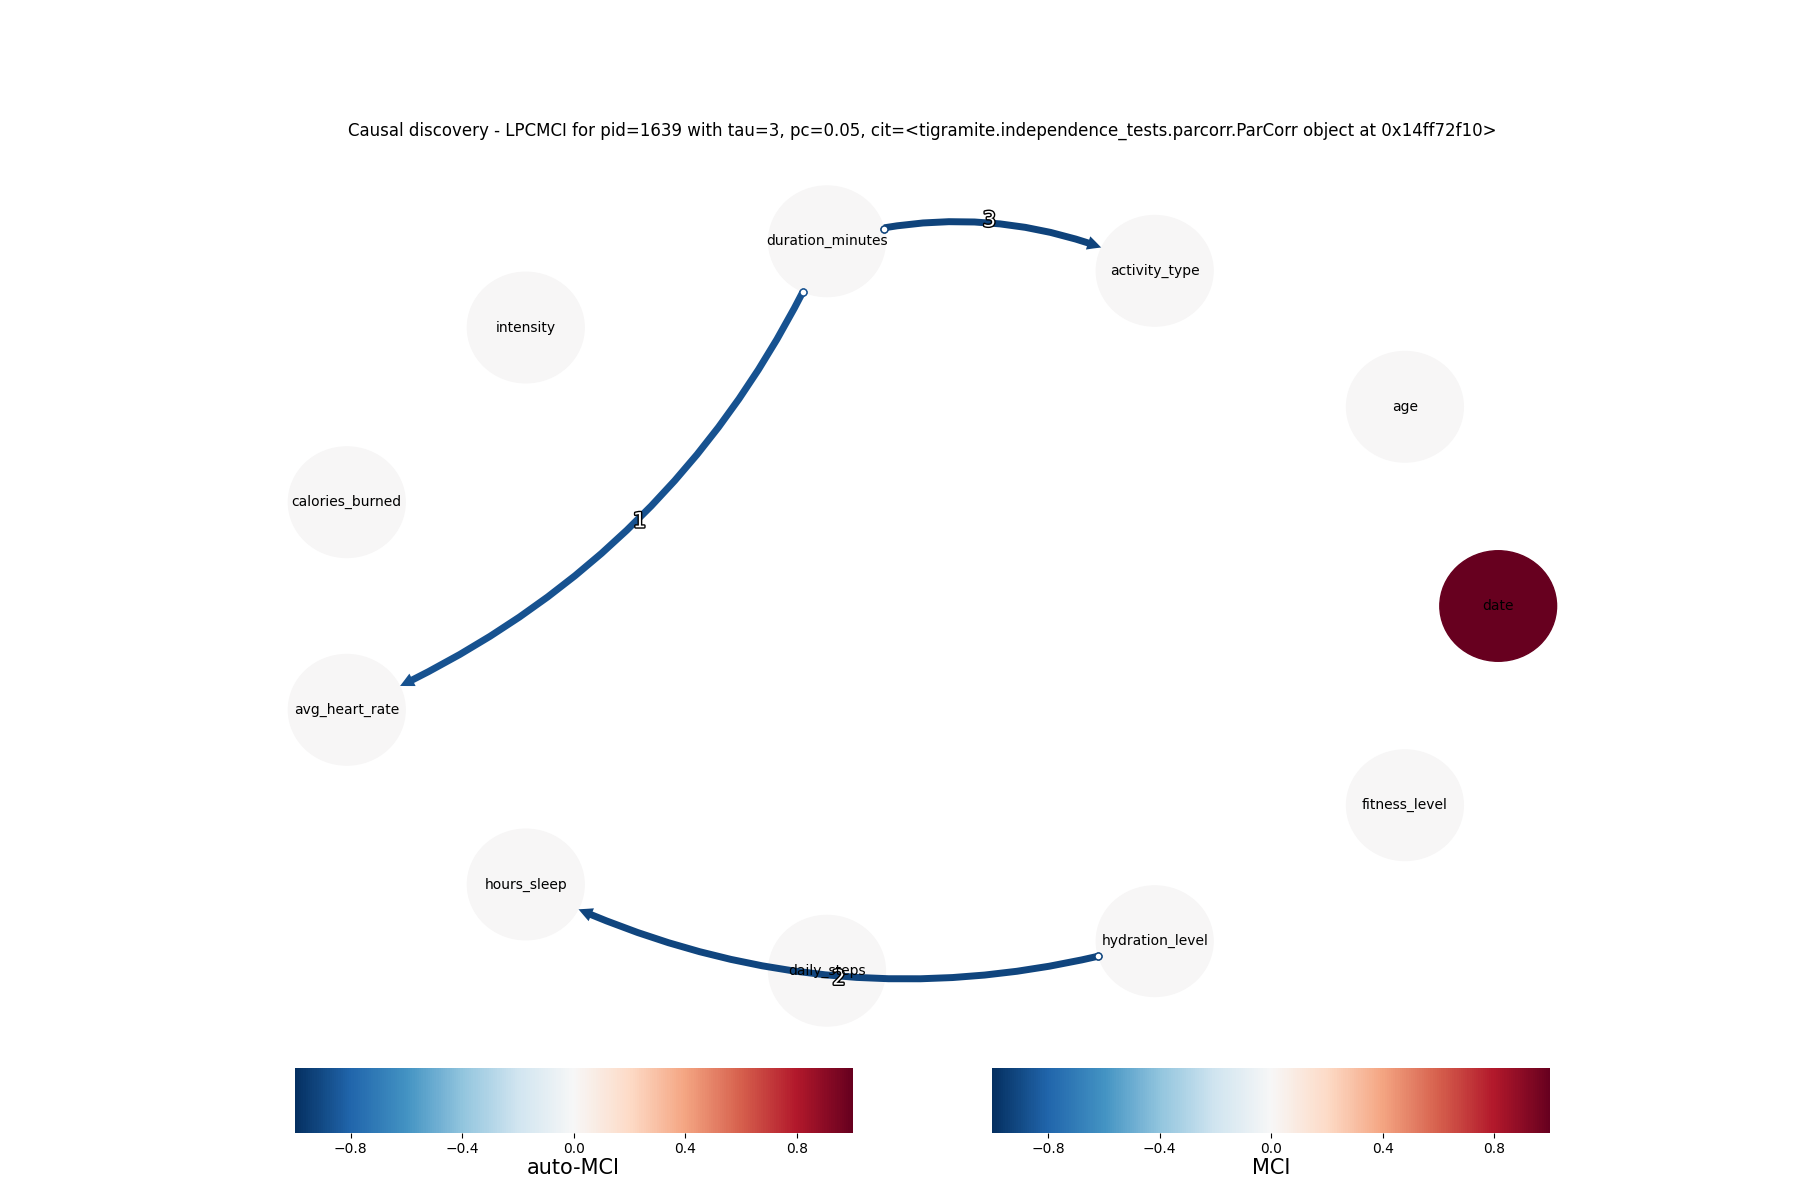 Causal discovery - LPCMCI for pid=1639 with tau=3, pc=0.05, cit=<tigramite.independence_tests.parcorr.ParCorr object at 0x14ff72f10>
3
duration_minutes
activity_type
intensity
age
calories_burned
1
date
avg_heart_rate
fitness_level
hours_sleep
hydration_level
daily_steps
2
−0.8 −0.4 0.0 0.4 0.8
auto-MCI
−0.8 −0.4 0.0 0.4 0.8
MCI